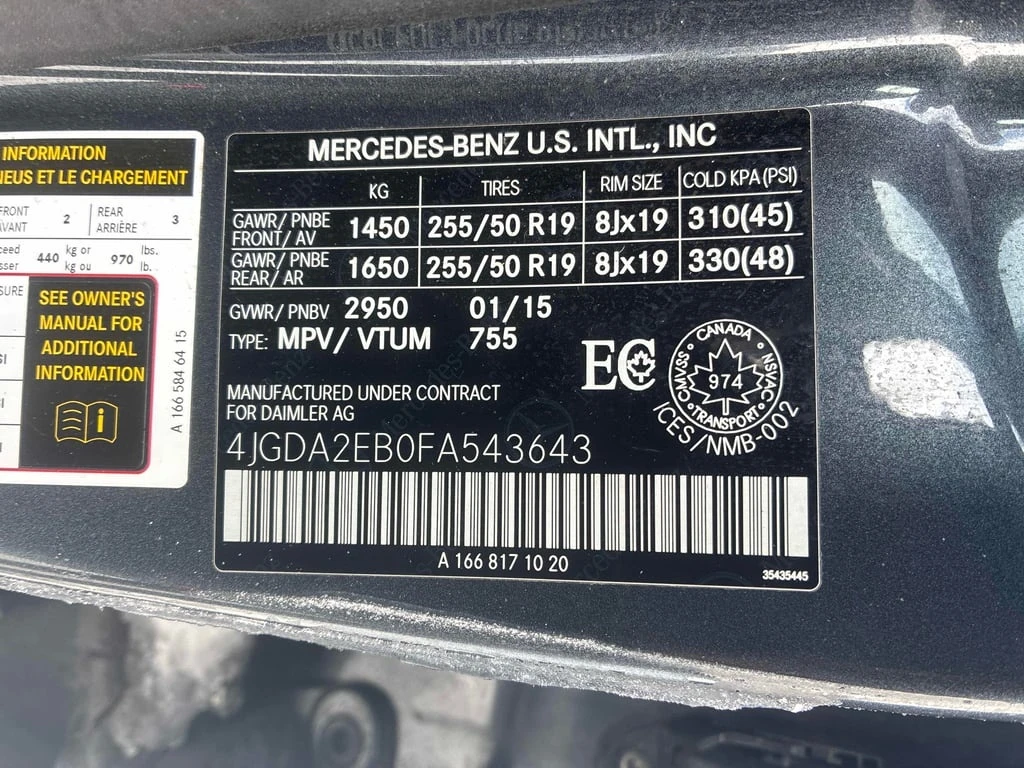 INFORMATION
NEUS ET LE CHARGEMENT
FRONT
AVANT
2
REAR
ARRIÈRE
3
440 kg or
kg ou
970 lbs.
lb.
SEE OWNER'S
MANUAL FOR
ADDITIONAL
INFORMATION
A 166 584 64 15
MERCEDES-BENZ U.S. INTL., INC
KG TIRES RIM SIZE COLD KPA (PSI)
GAWR/ PNBE
FRONT/ AV
1450 255/50 R19 8Jx19 310(45)
GAWR/ PNBE
REAR/ AR
1650 255/50 R19 8Jx19 330(48)
GVWR/ PNBV 2950 01/15
TYPE: MPV/ VTUM 755
MANUFACTURED UNDER CONTRACT
FOR DAIMLER AG
EC
CANADA
CMVSS
974
NSVAC
TRANSPORT
ICES/NMB-002
4JGDA2EB0FA543643
A 166 817 10 20
35435445